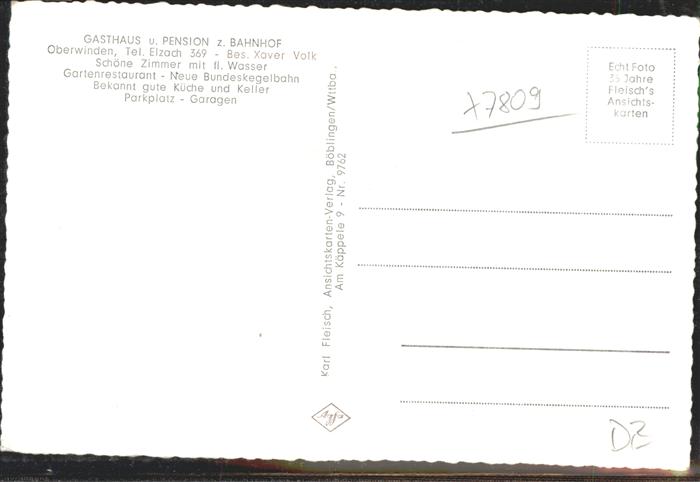 GASTHAUS u. PENSION z. BAHNHOF
Oberwinden, Tel. Elzach 369 - Bes. Xaver Volk
Schöne Zimmer mit fl. Wasser
Gartenrestaurant - Neue Bundeskegelbahn
Bekannt gute Küche und Keller
Parkplatz - Garagen
Karl Fleisch, Ansichtskarten-Verlag, Böblingen/Wttbg.
Am Käppele 9 - Nr. 9762
Agfa
x7809
Echt Foto
35 Jahre
Fleisch's
Ansichts-
karten
DZ